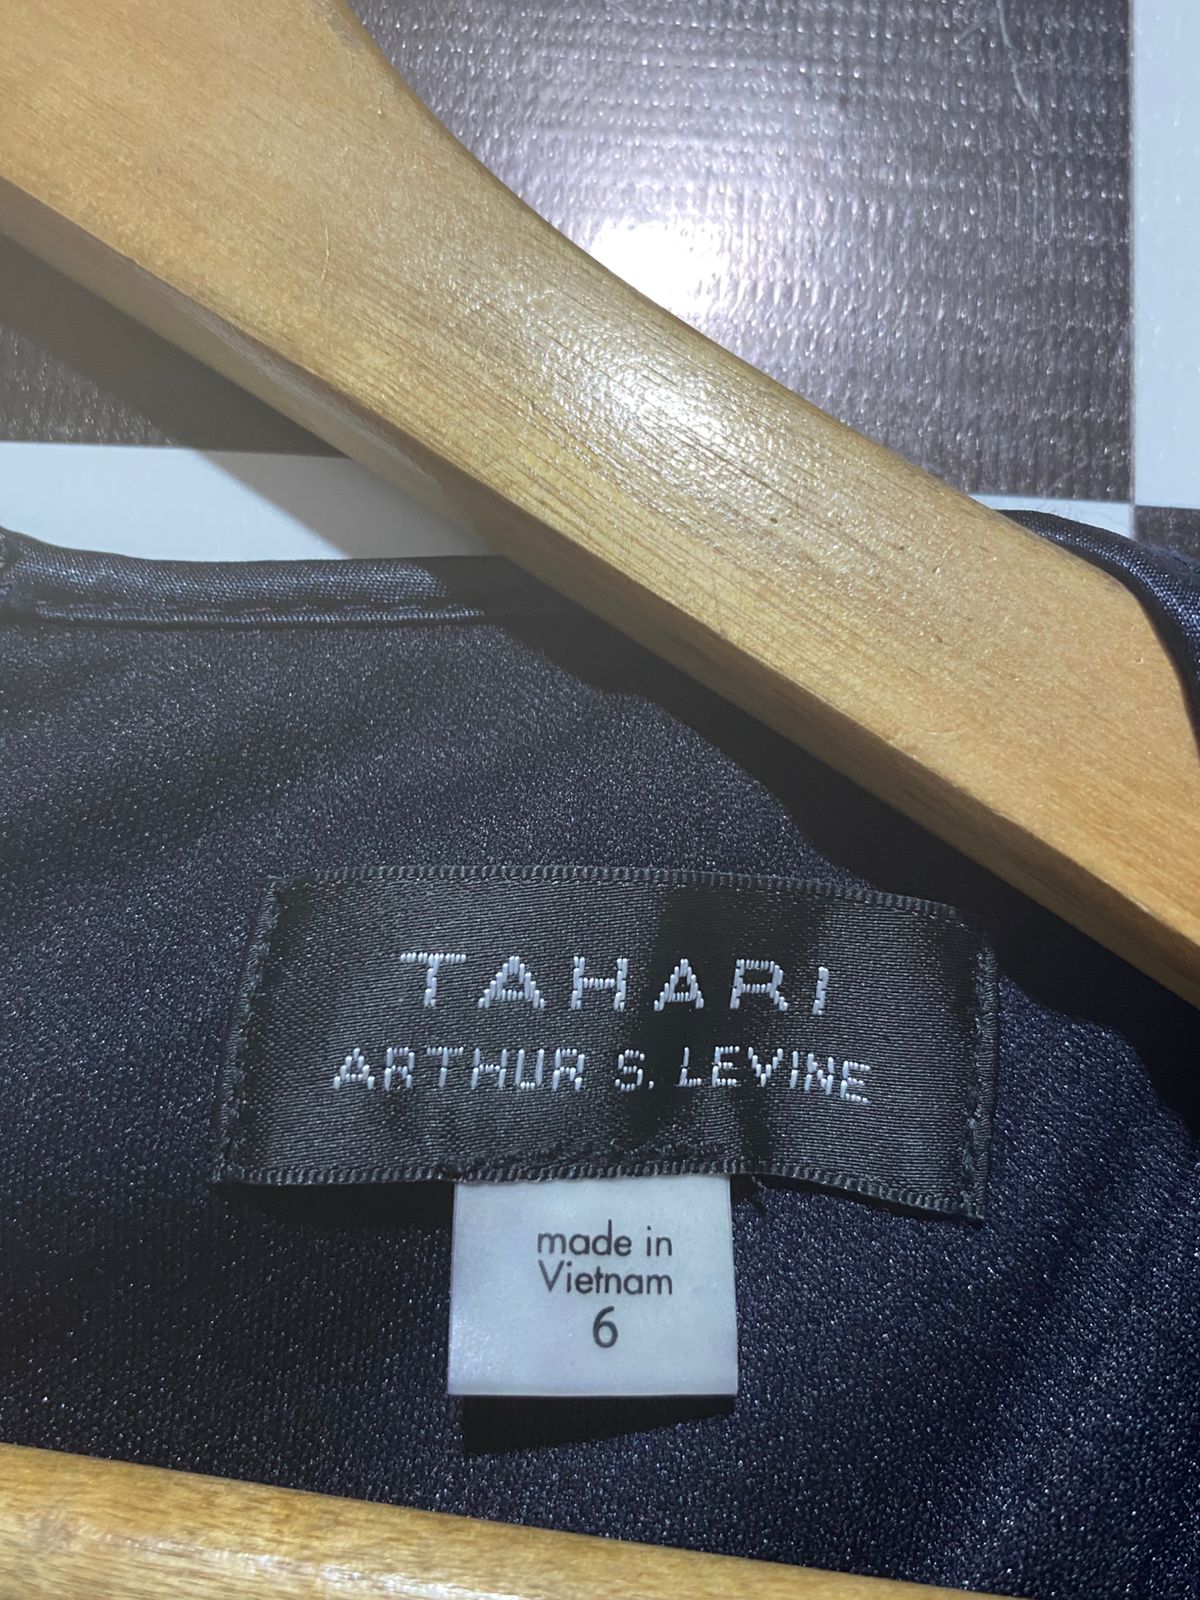 TAHARI
ARTHUR S. LEVINE
made in
Vietnam
6